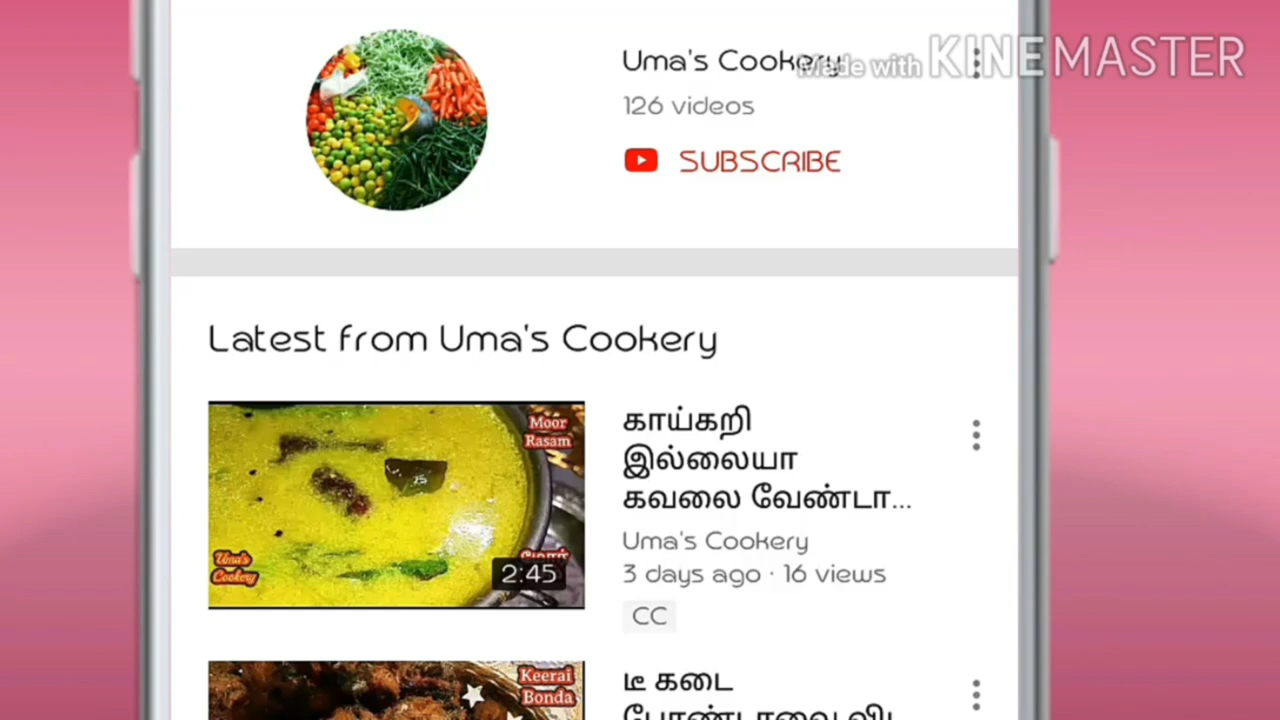 Uma's Cookery
Made with KINEMASTER
126 videos
SUBSCRIBE
Latest from Uma's Cookery
Moor
Rasam
Uma's
Cookery
மோர்
2:45
காய்கறி
இல்லையா
கவலை வேண்டா...
Uma's Cookery
3 days ago · 16 views
CC
Keerai
Bonda
டீ கடை